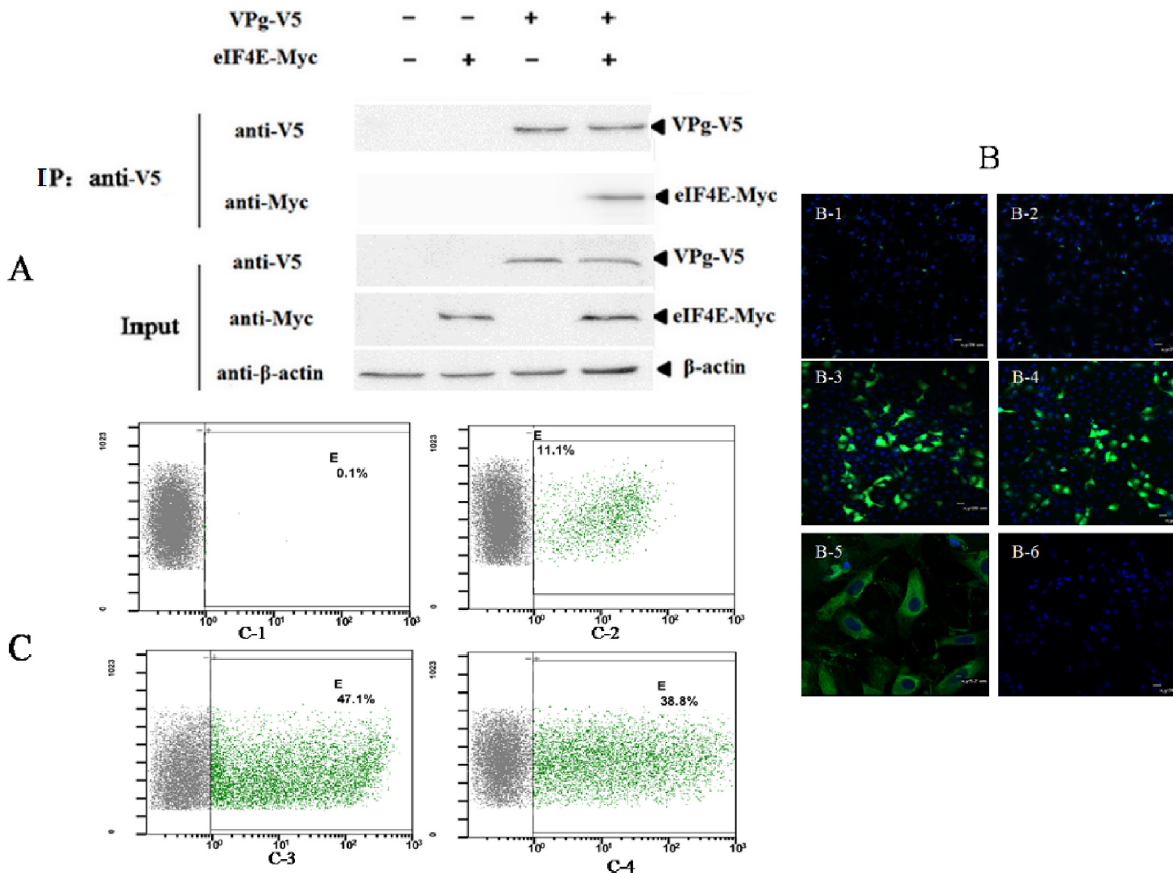 VPg-V5 - - + +
eIF4E-Myc - + - +
IP: anti-V5
anti-V5 VPg-V5
anti-Myc eIF4E-Myc
A
Input
anti-V5 VPg-V5
anti-Myc eIF4E-Myc
anti-β-actin β-actin
B
B-1 B-2
B-3 B-4
B-5 B-6
C
1023 - + E 0.1%
0 10⁰ 10¹ 10² 10³
C-1
1023 - E 11.1%
0 10⁰ 10¹ 10² 10³
C-2
1023 - + E 47.1%
0 10⁰ 10¹ 10² 10³
C-3
1023 - + E 38.8%
0 10⁰ 10¹ 10² 10³
C-4